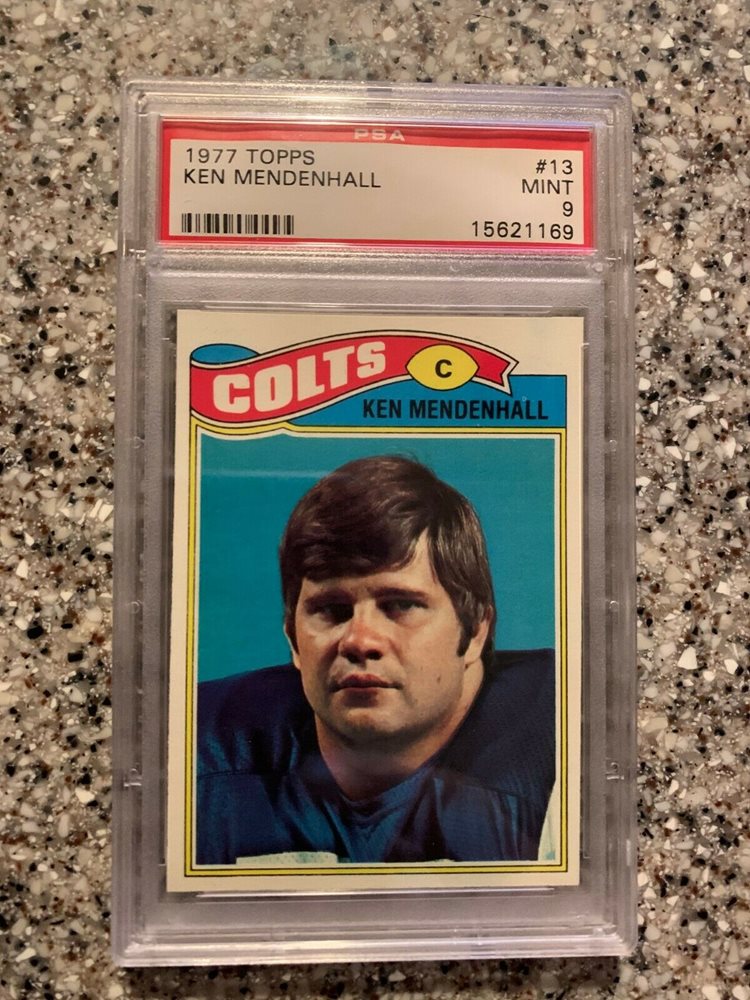 PSA
1977 TOPPS #13
KEN MENDENHALL MINT
9
15621169
COLTS C
KEN MENDENHALL